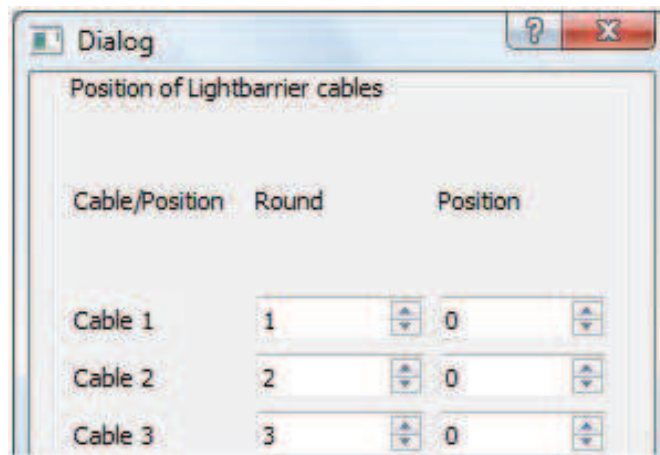 Dialog
Position of Lightbarrier cables
Cable/Position Round Position
Cable 1 1 0
Cable 2 2 0
Cable 3 3 0